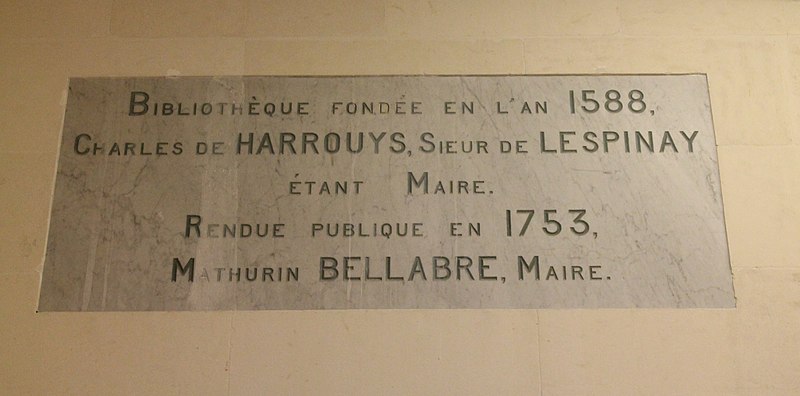 BIBLIOTHÈQUE FONDÉE EN L'AN 1588,
CHARLES DE HARROUYS, SIEUR DE LESPINAY
ÉTANT MAIRE.
RENDUE PUBLIQUE EN 1753,
MATHURIN BELLABRE, MAIRE.